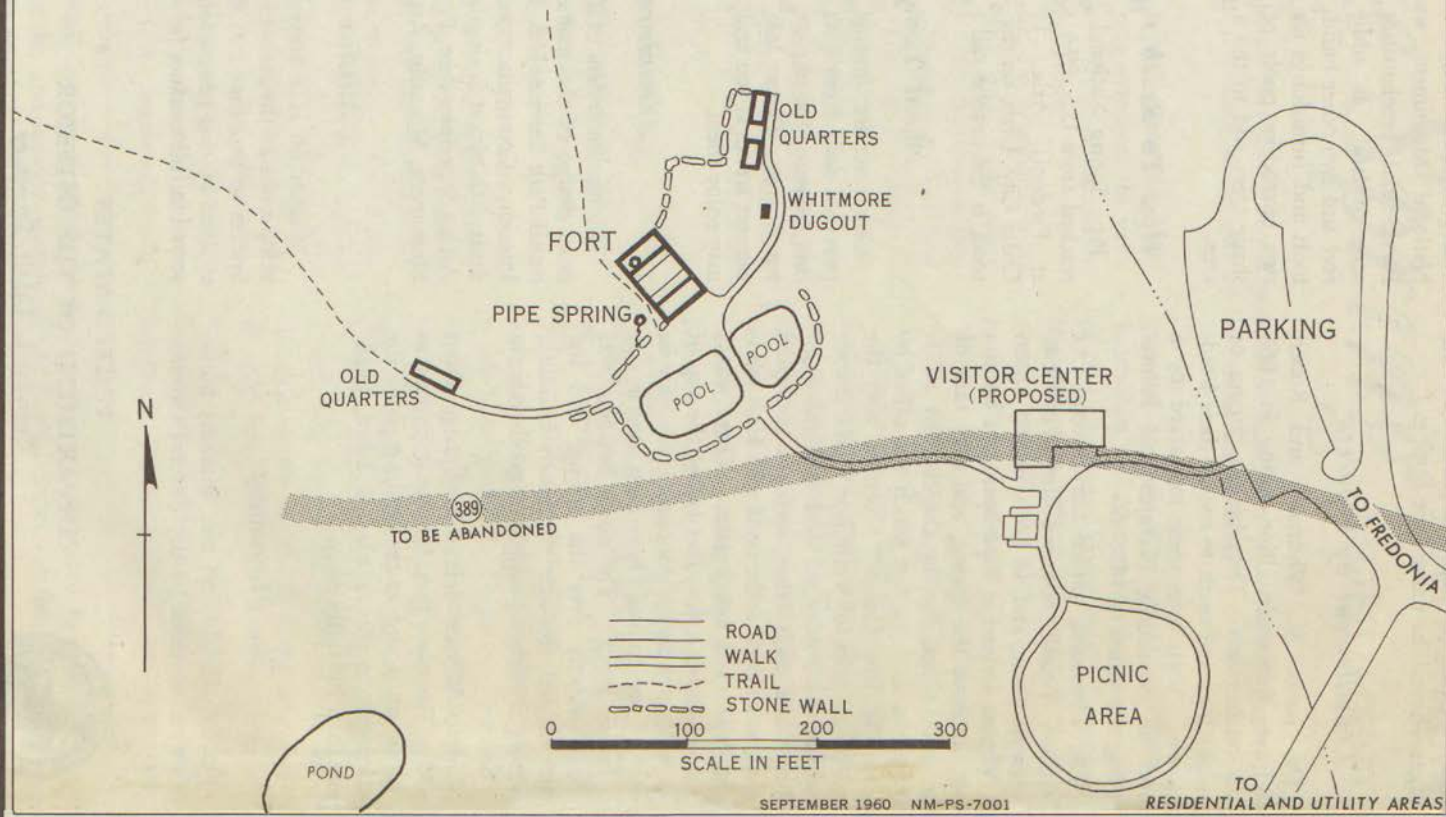 OLD
QUARTERS
WHITMORE
DUGOUT
FORT
PIPE SPRING
PARKING
POOL
POOL
VISITOR CENTER
(PROPOSED)
OLD
QUARTERS
N
389
TO BE ABANDONED
TO FREDONIA
ROAD
WALK
TRAIL
STONE WALL
0 100 200 300
SCALE IN FEET
PICNIC
AREA
POND
SEPTEMBER 1960 NM-PS-7001
TO
RESIDENTIAL AND UTILITY AREAS